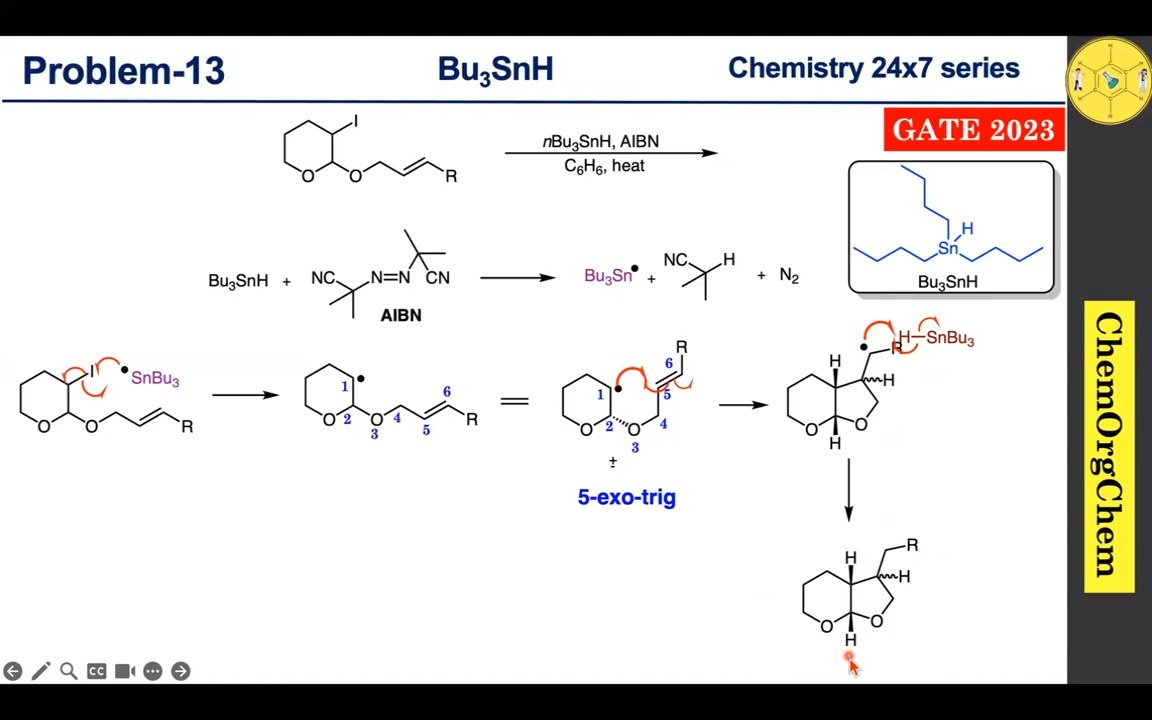 Problem-13
Bu3SnH
Chemistry 24x7 series
GATE 2023
I
O
O
R
nBu3SnH, AIBN
C6H6, heat
H
Sn
Bu3SnH
Bu3SnH +
NC
N=N
CN
AIBN
Bu3Sn•
+
NC
H
+ N2
I
•SnBu3
O
O
R
1
2
3
4
5
6
O
O
R
R
6
5
1
2
4
3
O
O
±
5-exo-trig
H
R
H
O
O
H
H—SnBu3
H
R
H
O
O
H
ChemOrgChem
CC